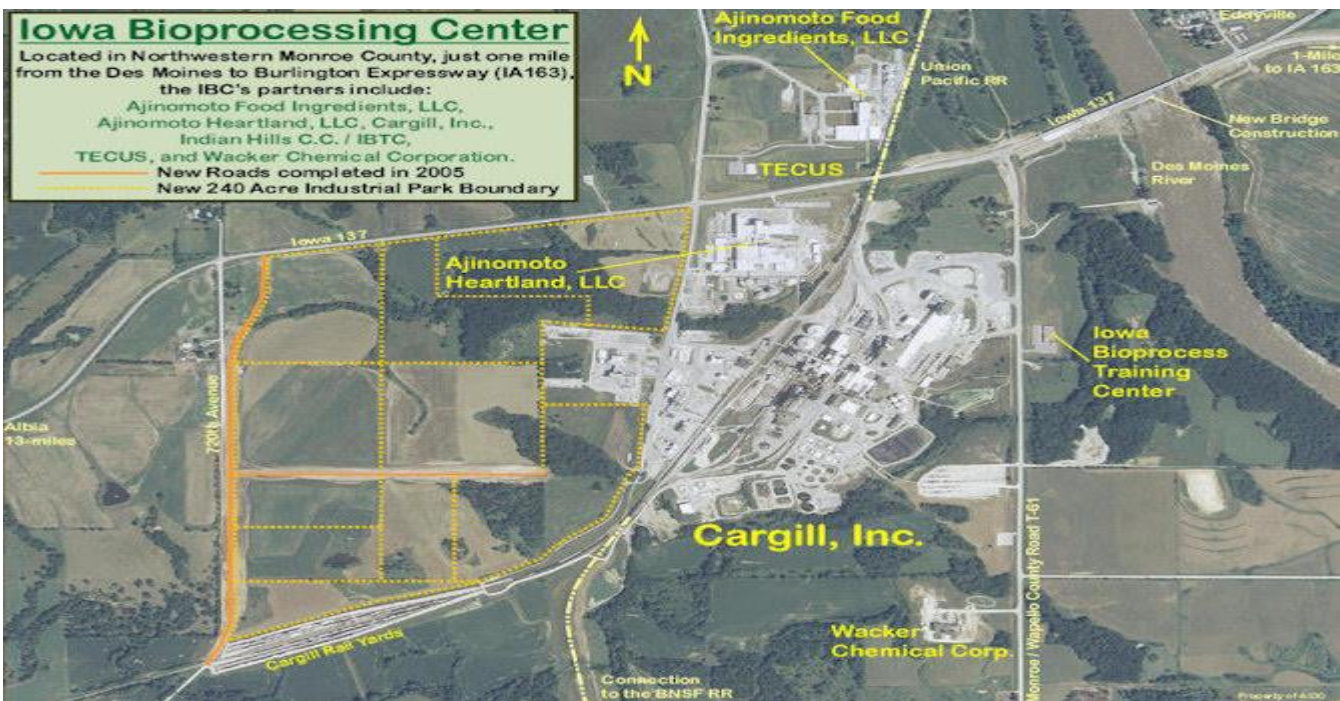 Iowa Bioprocessing Center
Located in Northwestern Monroe County, just one mile
from the Des Moines to Burlington Expressway (IA163),
the IBC's partners include:
Ajinomoto Food Ingredients, LLC,
Ajinomoto Heartland, LLC, Cargill, Inc.,
Indian Hills C.C. / IBTC,
TECUS, and Wacker Chemical Corporation.
New Roads completed in 2005
New 240 Acre Industrial Park Boundary
N
Ajinomoto Food
Ingredients, LLC
Union
Pacific RR
Eddyville
1-Mile
to IA 163
Iowa 137
New Bridge
Construction
TECUS
Des Moines
River
Iowa 137
Ajinomoto
Heartland, LLC
Iowa
Bioprocess
Training
Center
Albia
13-miles
720th Avenue
Cargill, Inc.
Cargill Rail Yards
Wacker
Chemical Corp.
Monroe / Wapello County Road T-61
Connection
to the BNSF RR
Property of